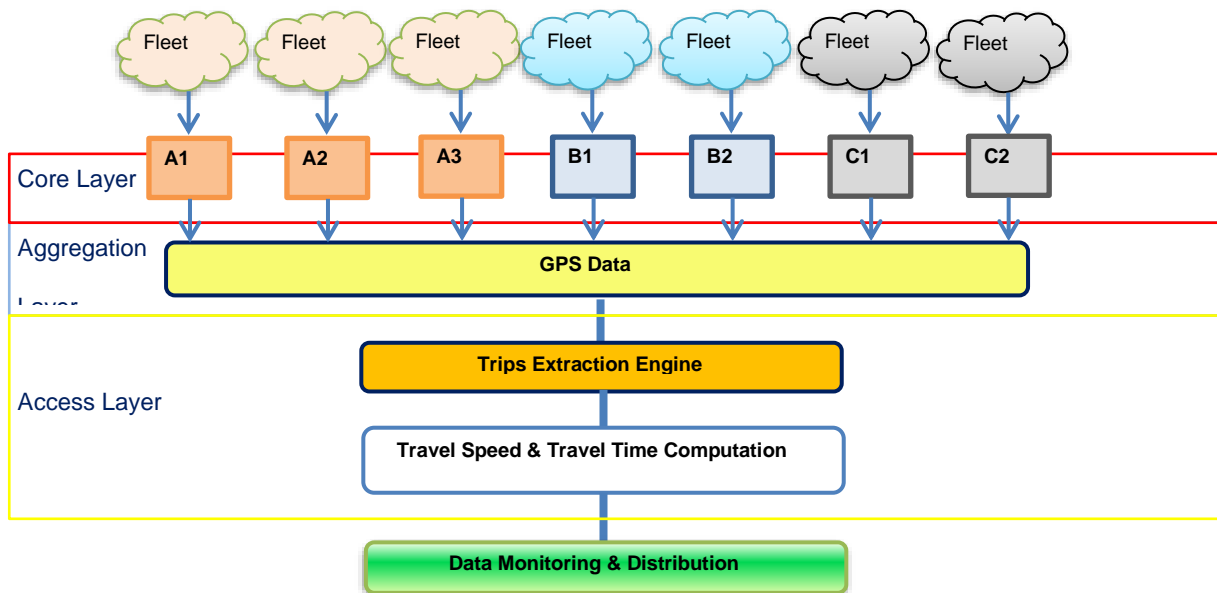 Fleet Fleet Fleet Fleet Fleet Fleet Fleet
A1 A2 A3 B1 B2 C1 C2
Core Layer
Aggregation
GPS Data
Layer
Trips Extraction Engine
Access Layer
Travel Speed & Travel Time Computation
Data Monitoring & Distribution